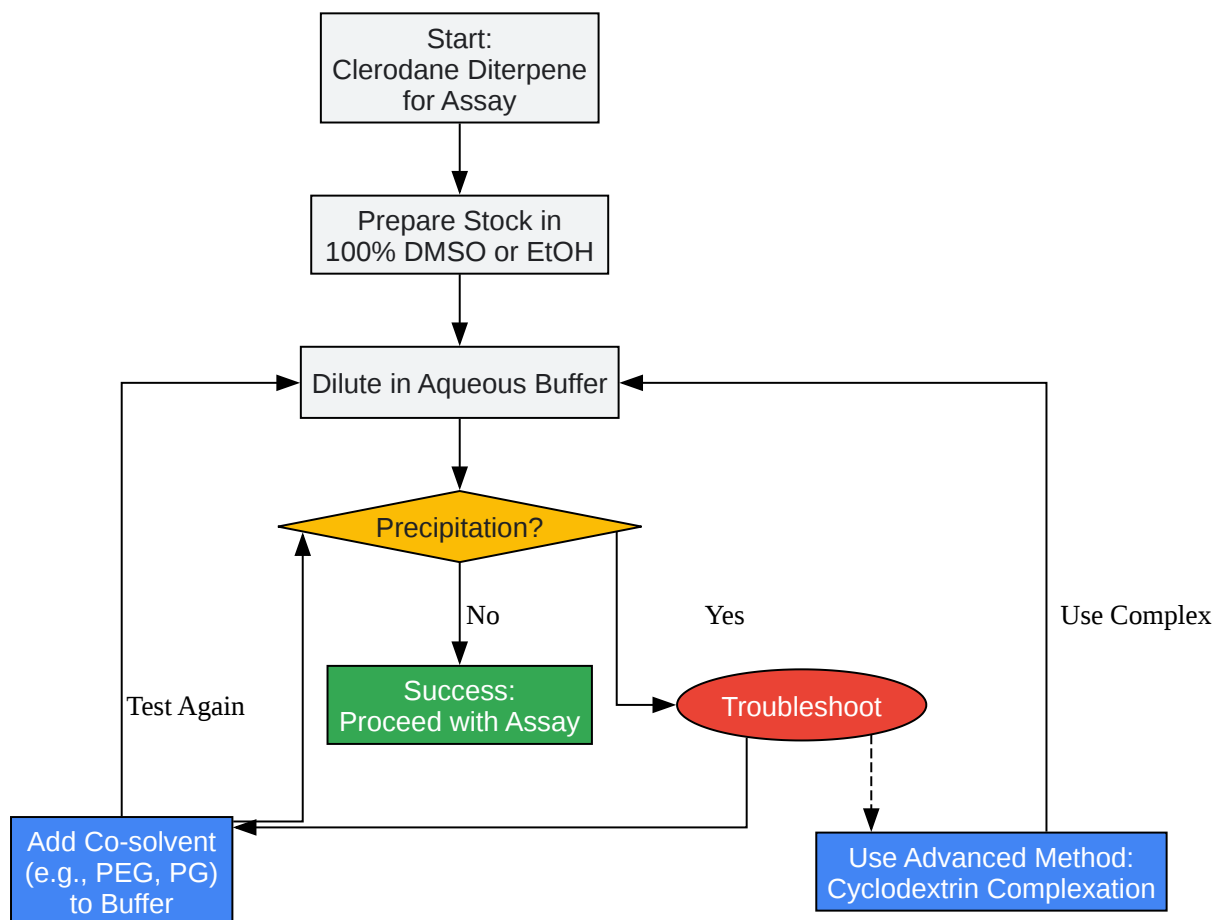 Start:
Clerodane Diterpene
for Assay
Prepare Stock in
100% DMSO or EtOH
Dilute in Aqueous Buffer
Precipitation?
No
Yes
Use Complex
Success:
Proceed with Assay
Test Again
Troubleshoot
Add Co-solvent
(e.g., PEG, PG)
to Buffer
Use Advanced Method:
Cyclodextrin Complexation